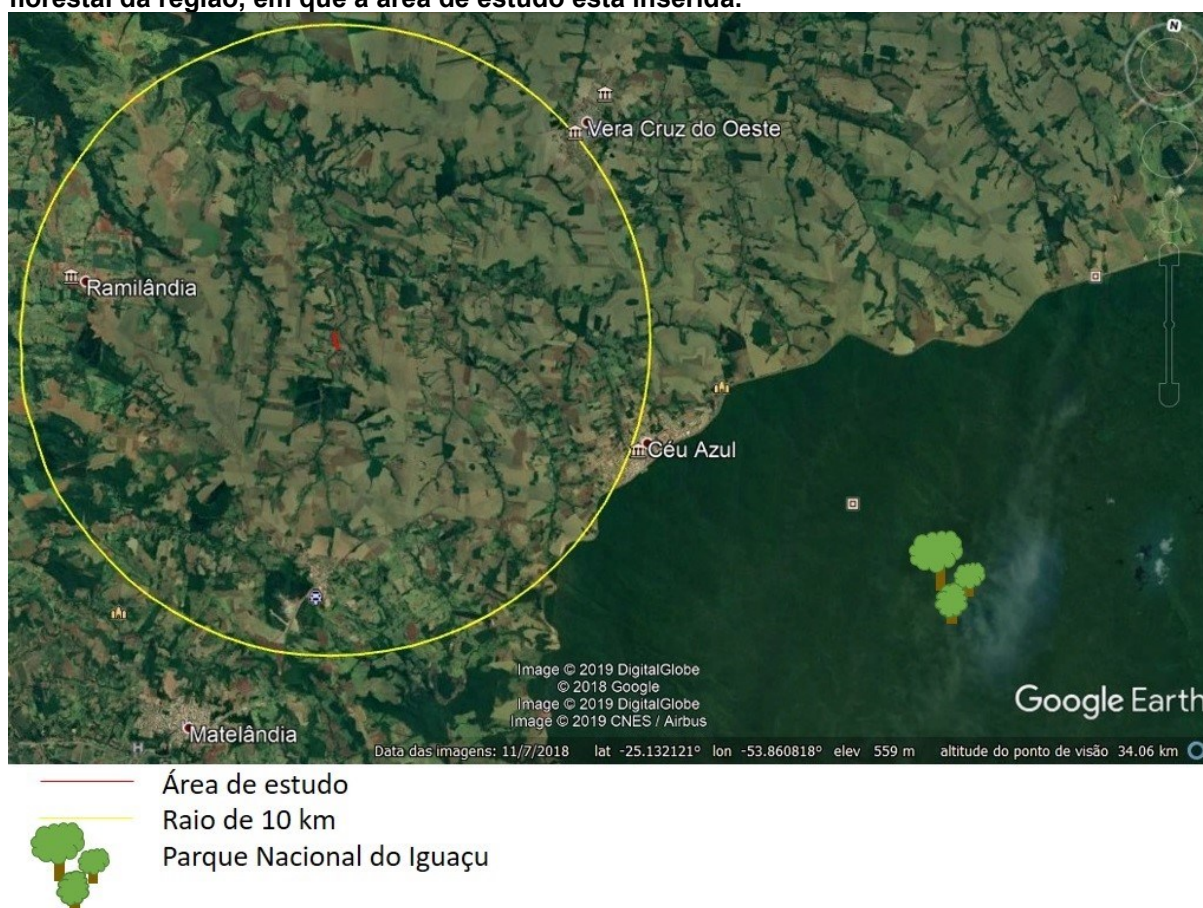 florestal da região, em que a área de estudo está inserida.
N
Vera Cruz do Oeste
Ramilândia
Céu Azul
Matelândia
Image © 2019 DigitalGlobe
© 2018 Google
Image © 2019 DigitalGlobe
Image © 2019 CNES / Airbus
Google Earth
Data das imagens: 11/7/2018 lat -25.132121° lon -53.860818° elev 559 m altitude do ponto de visão 34.06 km
Área de estudo
Raio de 10 km
Parque Nacional do Iguaçu